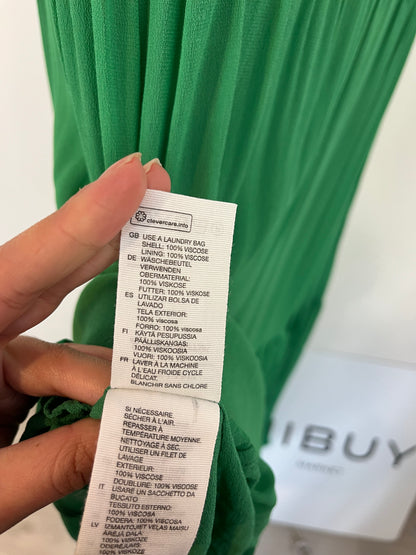 clevercare.info
GB USE A LAUNDRY BAG
SHELL: 100% VISCOSE
LINING: 100% VISCOSE
DE WÄSCHEBEUTEL
VERWENDEN
OBERMATERIAL:
100% VISKOSE
FUTTER: 100% VISKOSE
ES UTILIZAR BOLSA DE
LAVADO
TELA EXTERIOR:
100% viscosa
FORRO: 100% viscosa
FI KÄYTÄ PESUPUSSIA
PÄÄLLISKANGAS:
100% VISKOOSIA
VUORI: 100% VISKOOSIA
FR LAVER A LA MACHINE
À L'EAU FROIDE CYCLE
DÉLICAT.
BLANCHIR SANS CHLORE
SI NÉCESSAIRE.
SÉCHER À L'AIR.
REPASSER À
TEMPÉRATURE MOYENNE.
NETTOYAGE À SEC.
UTILISER UN FILET DE
LAVAGE
EXTÉRIEUR:
100% VISCOSE
DOUBLURE: 100% VISCOSE
IT USARE UN SACCHETTO DA
BUCATO
TESSUTO ESTERNO:
100% VISCOSA
FODERA: 100% VISCOSA
LV IZMANTOJIET VEĻAS MAISU
ĀRĒJĀ DAĻA:
100% VISKOZE
IBUY